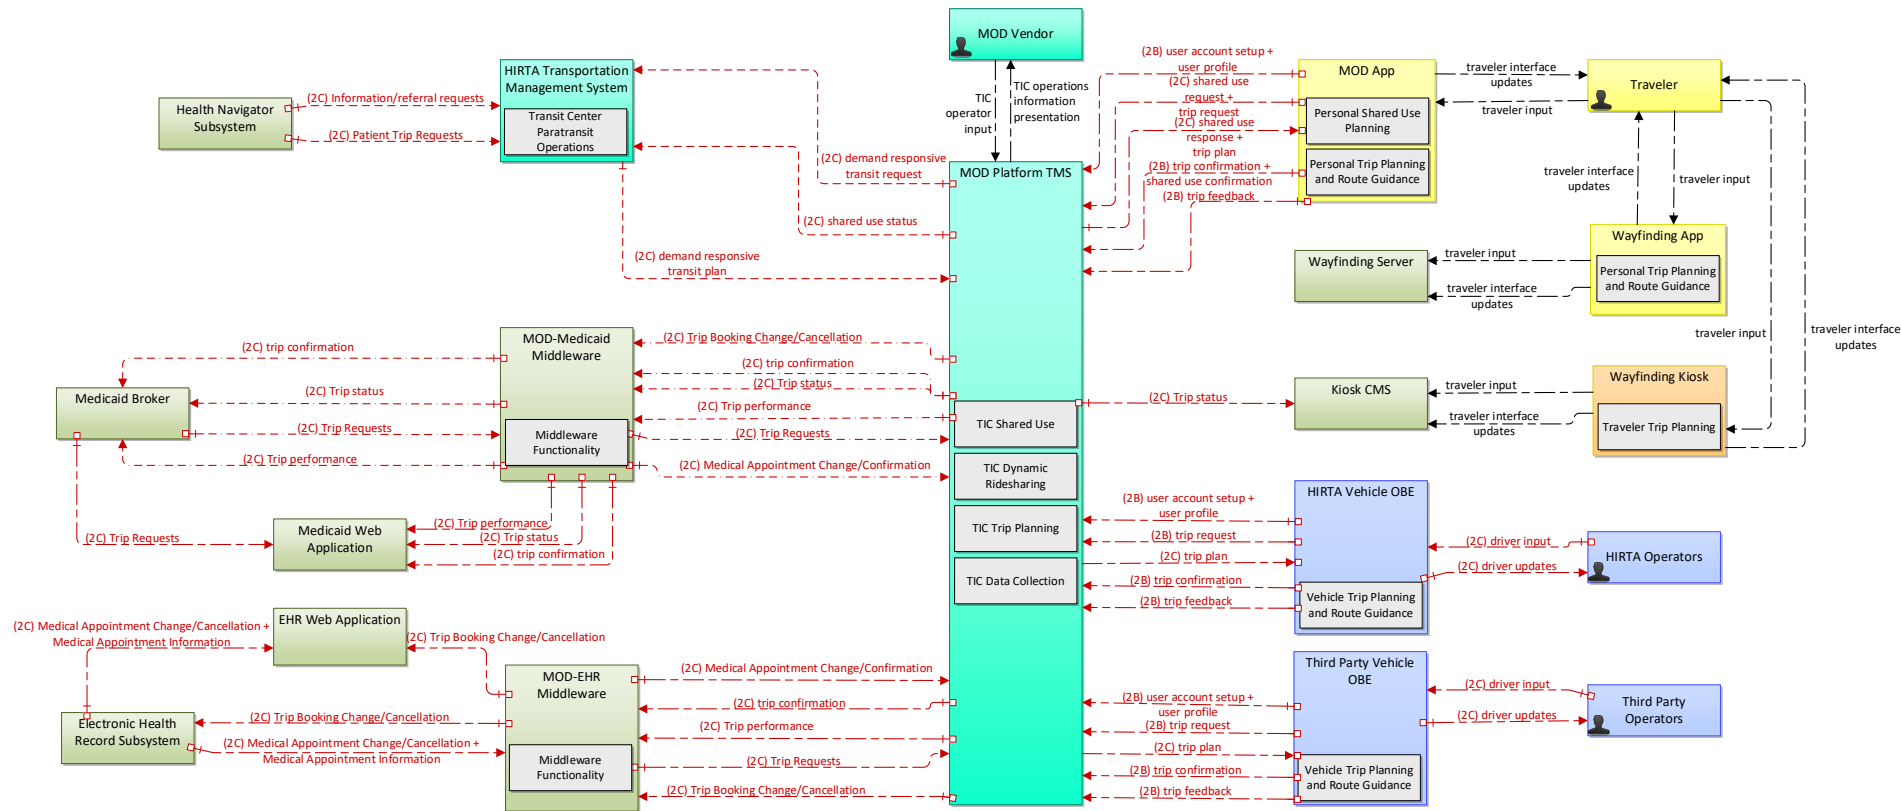 MOD Vendor
TIC
operator
input
TIC operations
information
presentation
Health Navigator
Subsystem
(2C) Information/referral requests
(2C) Patient Trip Requests
HIRTA Transportation
Management System
Transit Center
Paratransit
Operations
(2C) demand responsive
transit request
(2C) shared use status
(2C) demand responsive
transit plan
MOD Platform TMS
TIC Shared Use
TIC Dynamic
Ridesharing
TIC Trip Planning
TIC Data Collection
(2B) user account setup +
user profile
(2C) shared use
request +
trip request
(2C) shared use
response +
trip plan
(2B) trip confirmation +
shared use confirmation
(2B) trip feedback
MOD App
Personal Shared Use
Planning
Personal Trip Planning
and Route Guidance
traveler interface
updates
traveler input
Traveler
traveler interface
updates
traveler input
Wayfinding App
Personal Trip Planning
and Route Guidance
Wayfinding Server
traveler input
traveler interface
updates
traveler input
traveler interface
updates
Wayfinding Kiosk
Traveler Trip Planning
Kiosk CMS
traveler input
traveler interface
updates
(2C) Trip status
MOD-Medicaid
Middleware
Middleware
Functionality
(2C) Trip Booking Change/Cancellation
(2C) trip confirmation
(2C) Trip status
(2C) Trip performance
(2C) Trip Requests
(2C) Medical Appointment Change/Confirmation
Medicaid Broker
(2C) trip confirmation
(2C) Trip status
(2C) Trip Requests
(2C) Trip performance
Medicaid Web
Application
(2C) Trip Requests
(2C) Trip performance
(2C) Trip status
(2C) trip confirmation
HIRTA Vehicle OBE
Vehicle Trip Planning
and Route Guidance
(2B) user account setup +
user profile
(2B) trip request
(2C) trip plan
(2B) trip confirmation
(2B) trip feedback
(2C) driver input
(2C) driver updates
HIRTA Operators
EHR Web Application
(2C) Medical Appointment Change/Cancellation +
Medical Appointment Information
(2C) Trip Booking Change/Cancellation
MOD-EHR
Middleware
Middleware
Functionality
Electronic Health
Record Subsystem
(2C) Trip Booking Change/Cancellation
(2C) Medical Appointment Change/Cancellation +
Medical Appointment Information
(2C) Medical Appointment Change/Confirmation
(2C) trip confirmation
(2C) Trip performance
(2C) Trip Requests
(2C) Trip Booking Change/Cancellation
Third Party Vehicle
OBE
Vehicle Trip Planning
and Route Guidance
(2B) user account setup +
user profile
(2B) trip request
(2C) trip plan
(2B) trip confirmation
(2B) trip feedback
(2C) driver input
(2C) driver updates
Third Party
Operators